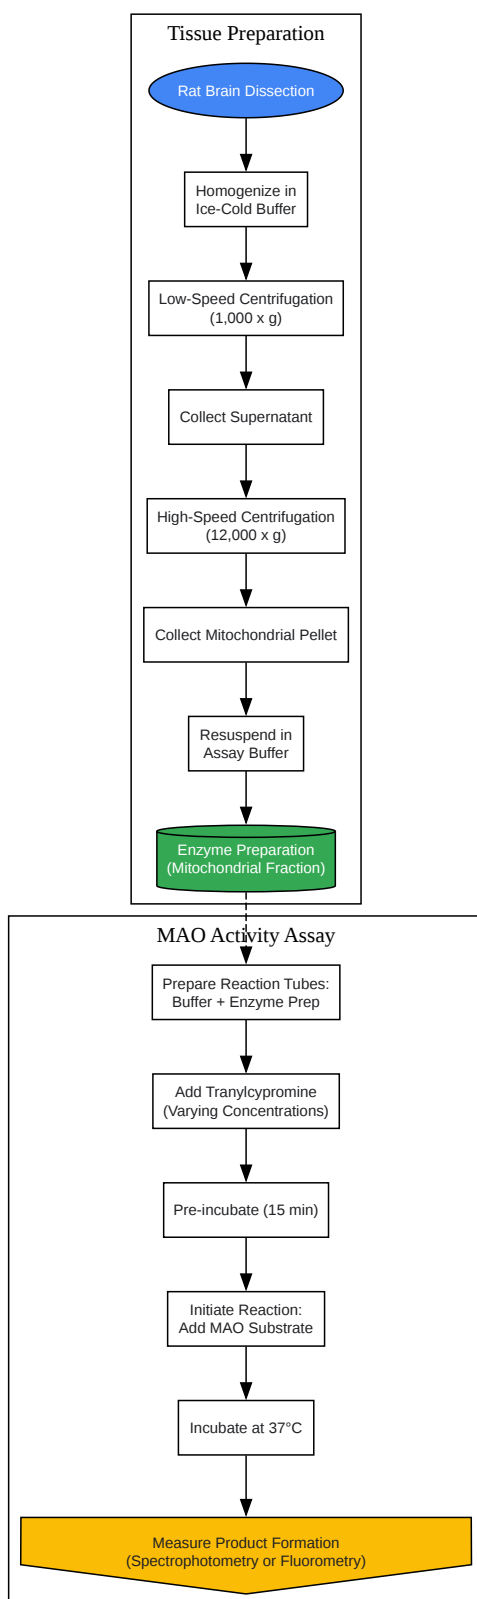 Tissue Preparation
Rat Brain Dissection
Homogenize in
Ice-Cold Buffer
Low-Speed Centrifugation
(1,000 x g)
Collect Supernatant
High-Speed Centrifugation
(12,000 x g)
Collect Mitochondrial Pellet
Resuspend in
Assay Buffer
Enzyme Preparation
(Mitochondrial Fraction)
MAO Activity Assay
Prepare Reaction Tubes:
Buffer + Enzyme Prep
Add Tranylcypromine
(Varying Concentrations)
Pre-incubate (15 min)
Initiate Reaction:
Add MAO Substrate
Incubate at 37°C
Measure Product Formation
(Spectrophotometry or Fluorometry)